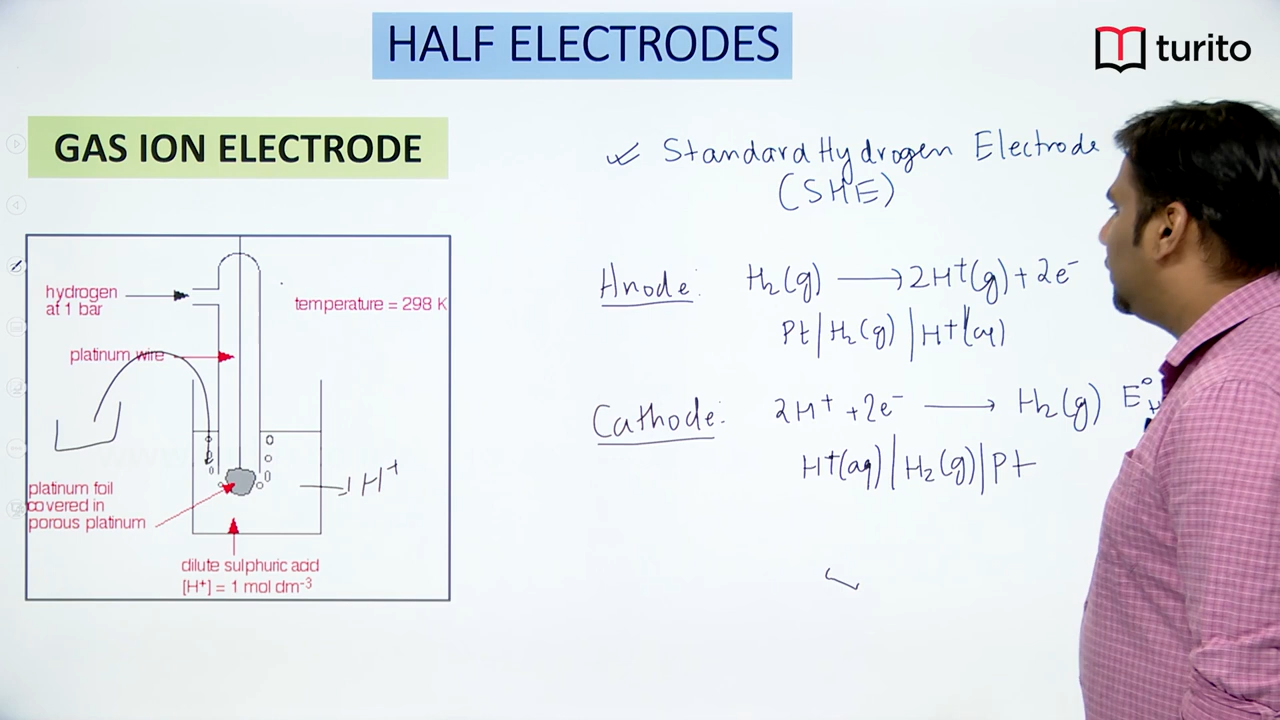 HALF ELECTRODES
turito
GAS ION ELECTRODE
hydrogen
at 1 bar
temperature = 298 K
platinum wire
platinum foil
covered in
porous platinum
dilute sulphuric acid
[H⁺] = 1 mol dm⁻³
H⁺
Standard Hydrogen Electrode
(SHE)
Anode: H₂(g) → 2H⁺(g) + 2e⁻
Pt | H₂(g) | H⁺(aq)
Cathode: 2H⁺ + 2e⁻ → H₂(g) E°H
H⁺(aq) | H₂(g) | Pt